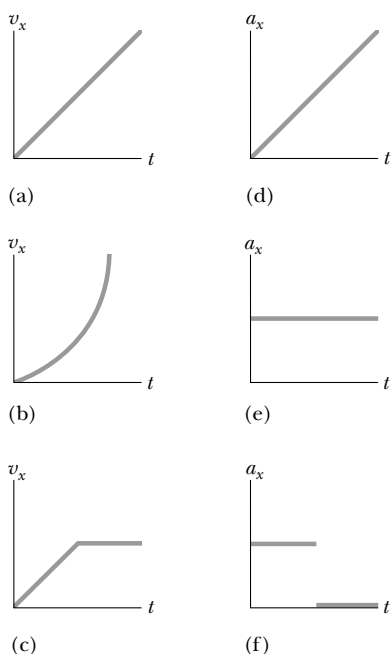 v_x a_x
t t
(a) (d)
v_x a_x
t t
(b) (e)
v_x a_x
t t
(c) (f)